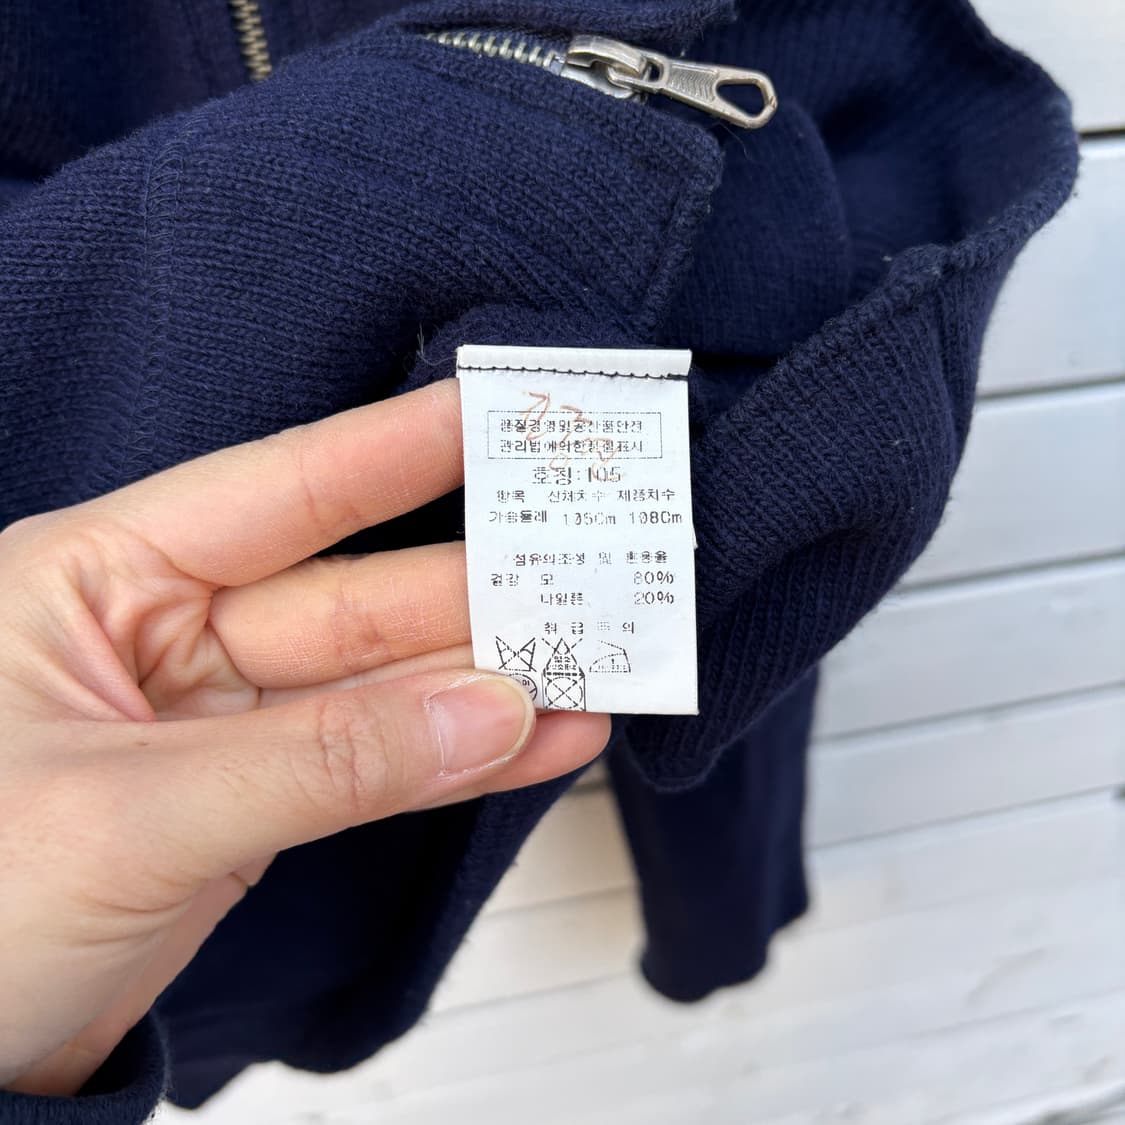 품질경영및공산품안전
관리법에의한품질표시
호칭:105
항목 신체치수 제품치수
가슴둘레 105Cm 108Cm
섬유의조성 및 혼용율
겉감 모 80%
나일론 20%
취 급 주 의